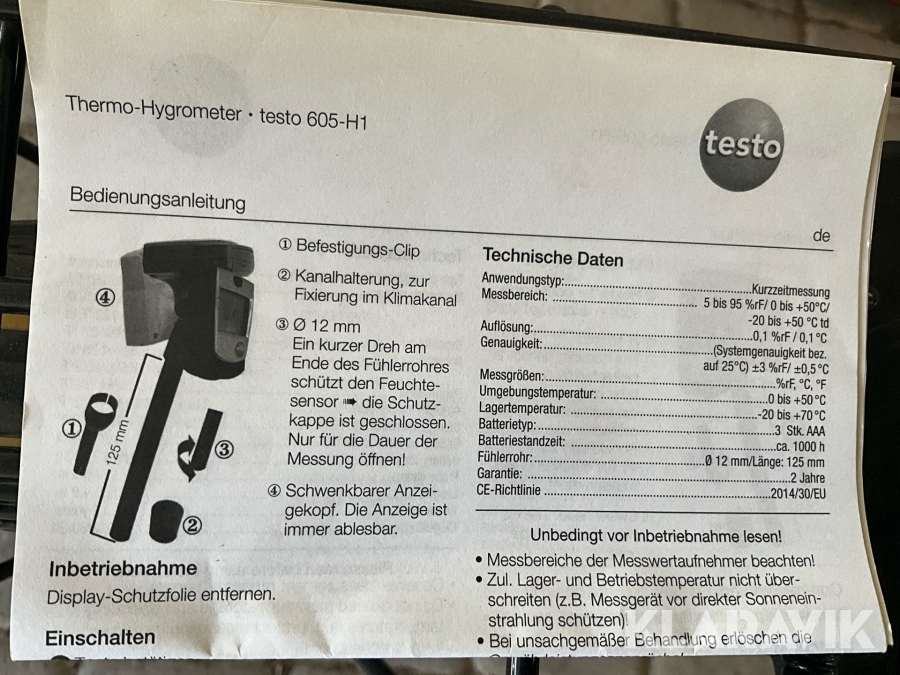 Thermo-Hygrometer · testo 605-H1
testo
Bedienungsanleitung
de
④
①
125 mm
③
②
① Befestigungs-Clip
② Kanalhalterung, zur
Fixierung im Klimakanal
③ Ø 12 mm
Ein kurzer Dreh am
Ende des Fühlerrohres
schützt den Feuchte-
sensor ➠ die Schutz-
kappe ist geschlossen.
Nur für die Dauer der
Messung öffnen!
④ Schwenkbarer Anzei-
gekopf. Die Anzeige ist
immer ablesbar.
Inbetriebnahme
Display-Schutzfolie entfernen.
Einschalten
Technische Daten
Anwendungstyp:.....Kurzzeitmessung
Messbereich: ..... 5 bis 95 %rF/ 0 bis +50°C/
-20 bis +50 °C td
Auflösung:.....0,1 %rF / 0,1 °C
Genauigkeit:.....(Systemgenauigkeit bez.
auf 25°C) ±3 %rF/ ±0,5 °C
Messgrößen:.....%rF, °C, °F
Umgebungstemperatur: .....0 bis +50 °C
Lagertemperatur: .....-20 bis +70 °C
Batterietyp:.....3 Stk. AAA
Batteriestandzeit: .....ca. 1000 h
Fühlerrohr:.....Ø 12 mm/Länge: 125 mm
Garantie:.....2 Jahre
CE-Richtlinie .....2014/30/EU
Unbedingt vor Inbetriebnahme lesen!
• Messbereiche der Messwertaufnehmer beachten!
• Zul. Lager- und Betriebstemperatur nicht über-
schreiten (z.B. Messgerät vor direkter Sonnenein-
strahlung schützen)!
• Bei unsachgemäßer Behandlung erlöschen die
KLARAVIK